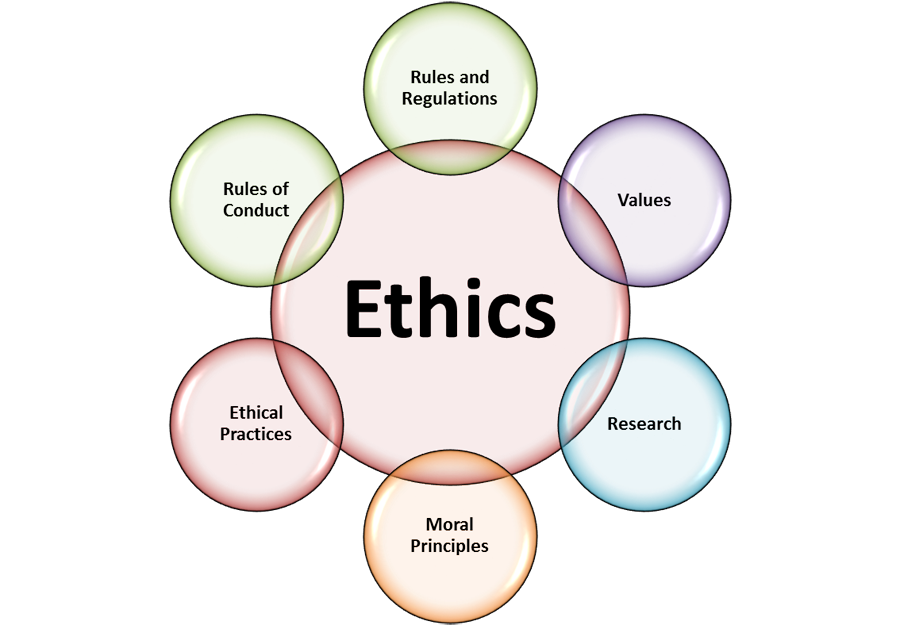 Rules and
Regulations
Rules of
Conduct
Values
Ethics
Ethical
Practices
Research
Moral
Principles